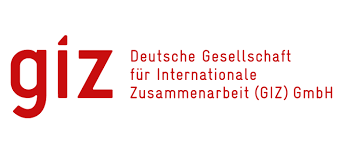 giz
Deutsche Gesellschaft
für Internationale
Zusammenarbeit (GIZ) GmbH